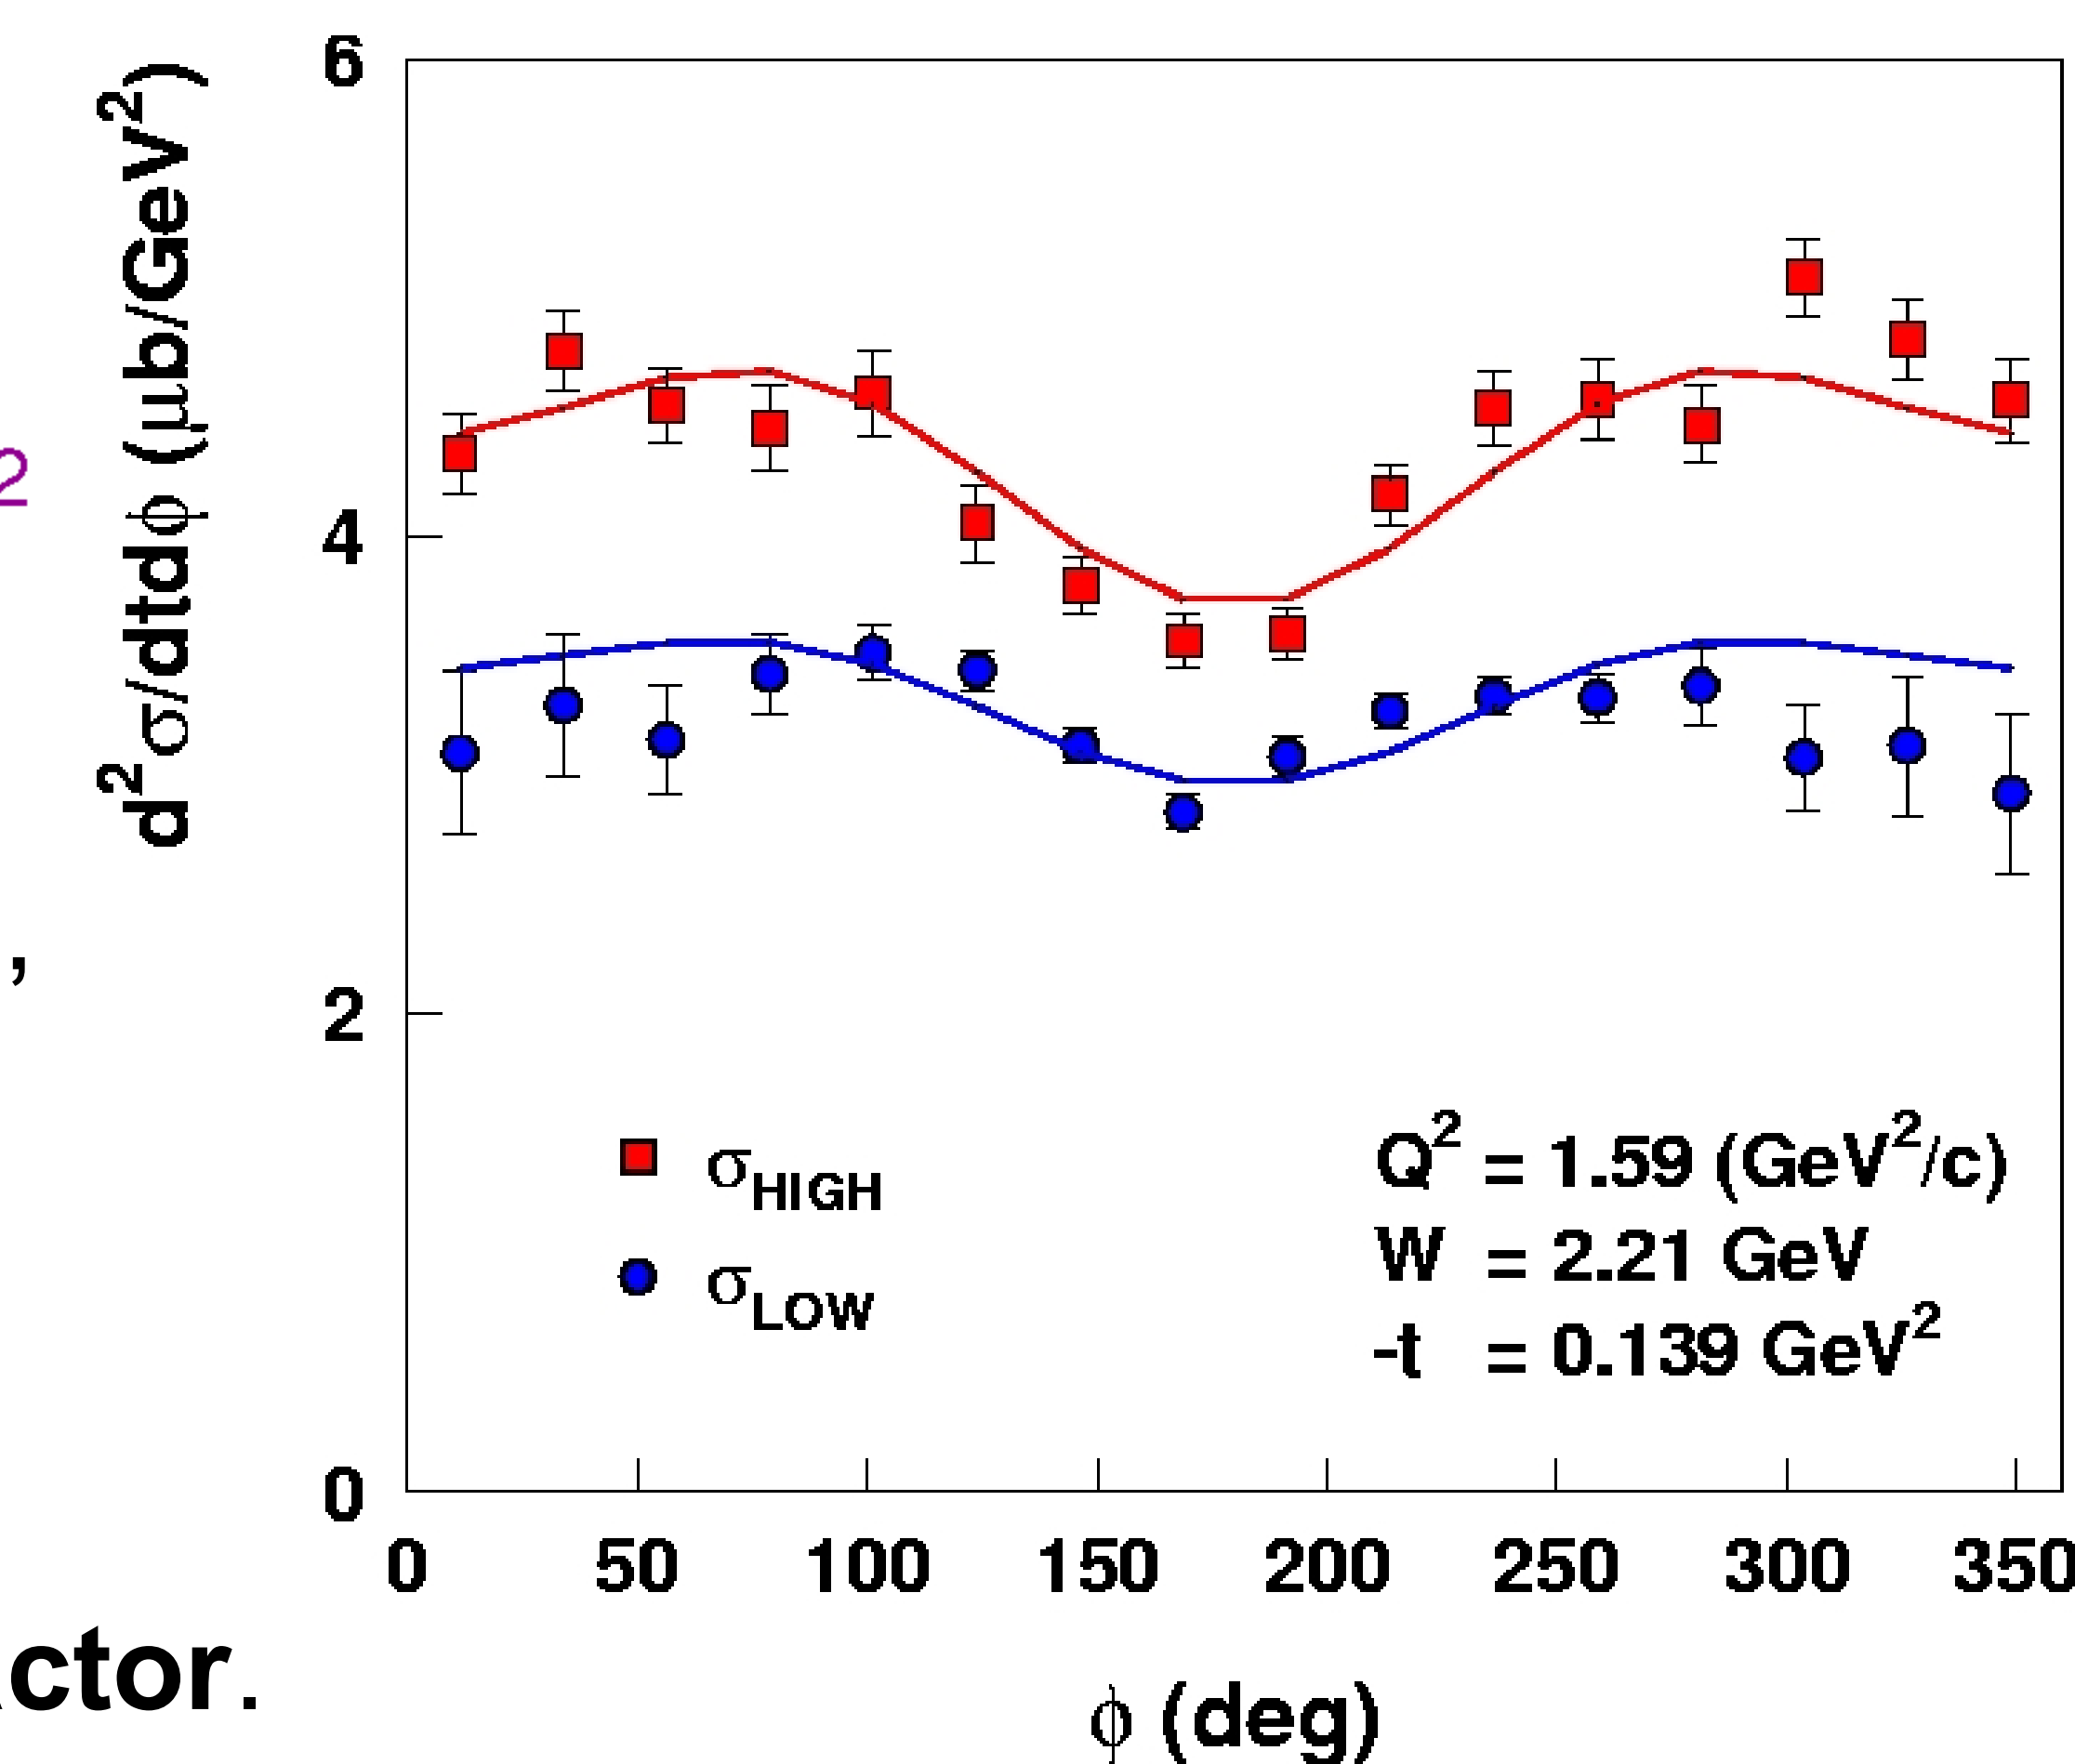 6
d²σ/dtdϕ (μb/GeV²)
2
4
,
2
σHIGH
σLOW
Q² = 1.59 (GeV²/c)
W = 2.21 GeV
-t = 0.139 GeV²
0
0 50 100 150 200 250 300 350
ctor.
ϕ (deg)